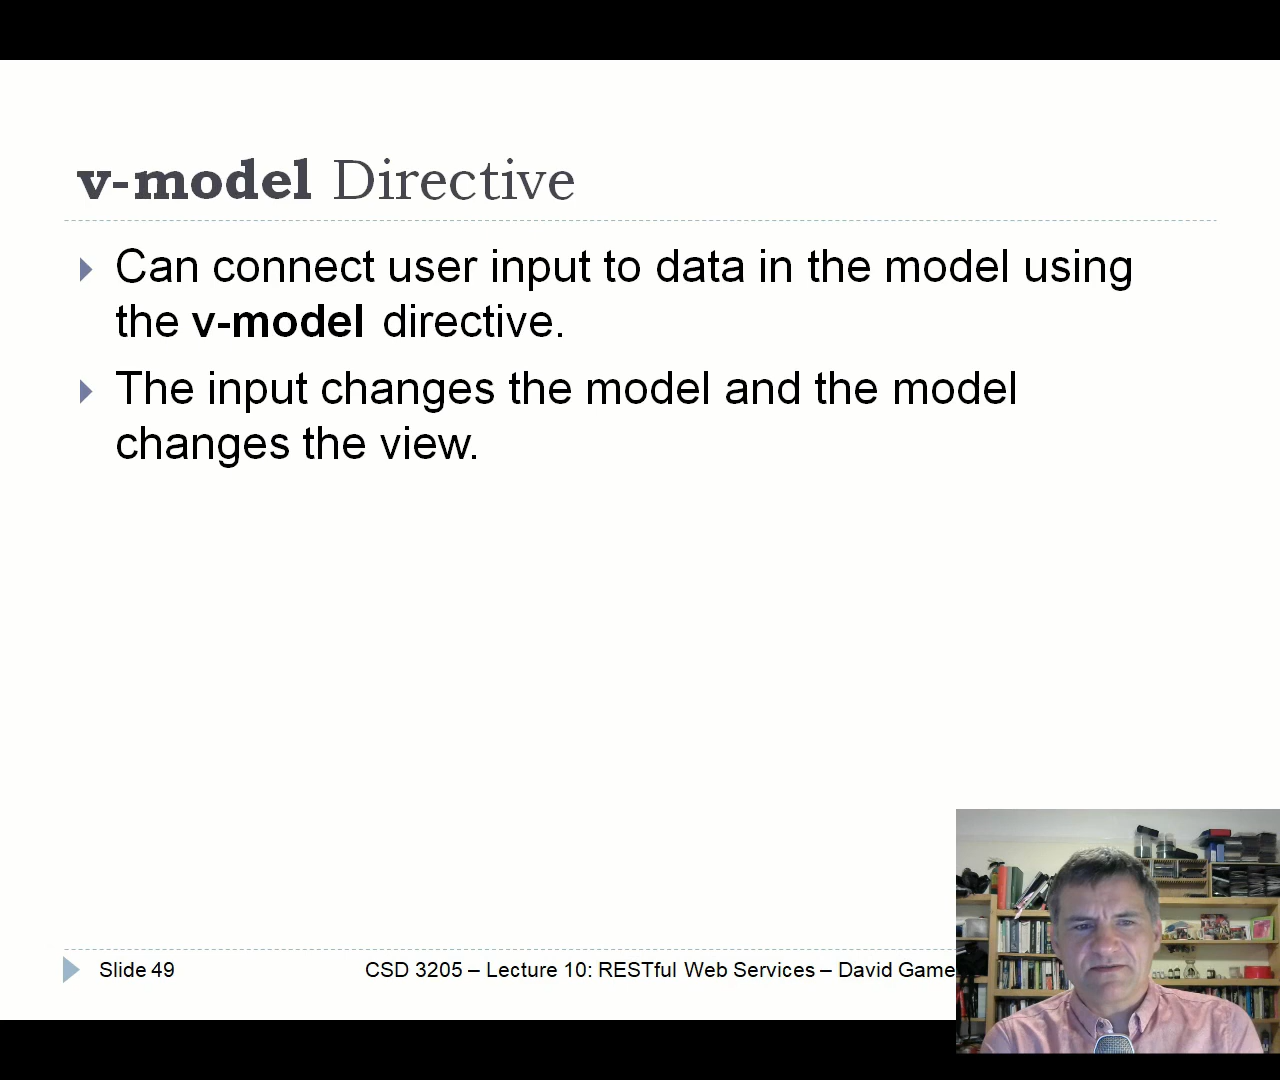 v-model Directive
Can connect user input to data in the model using
the v-model directive.
The input changes the model and the model
changes the view.
Slide 49
CSD 3205 – Lecture 10: RESTful Web Services – David Game